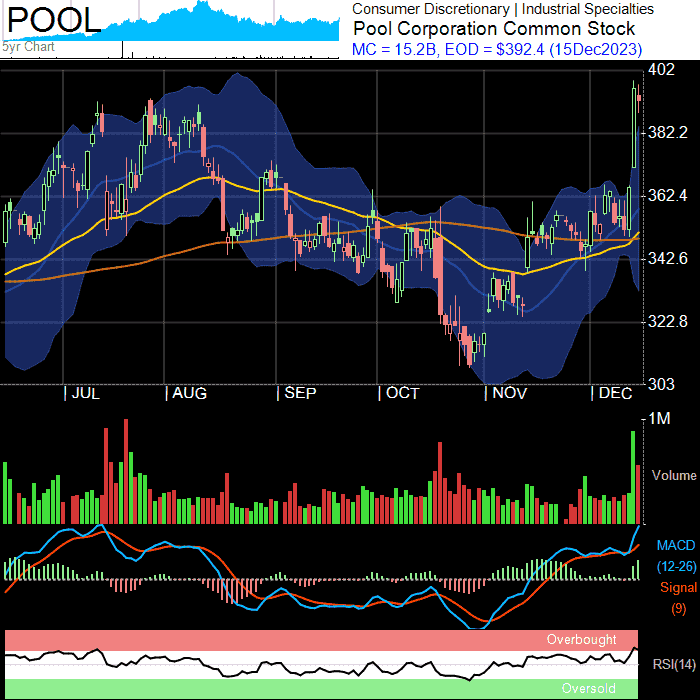 POOL
5yr Chart
Consumer Discretionary | Industrial Specialties
Pool Corporation Common Stock
MC = 15.2B, EOD = $392.4 (15Dec2023)
402
382.2
362.4
342.6
322.8
303
| JUL | AUG | SEP | OCT | NOV | DEC
1M
Volume
MACD
(12-26)
Signal
(9)
Overbought
RSI(14)
Oversold